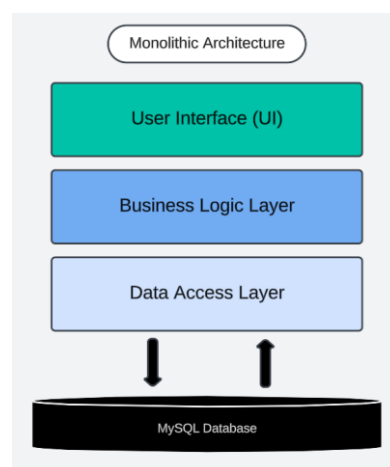 Monolithic Architecture
User Interface (UI)
Business Logic Layer
Data Access Layer
MySQL Database